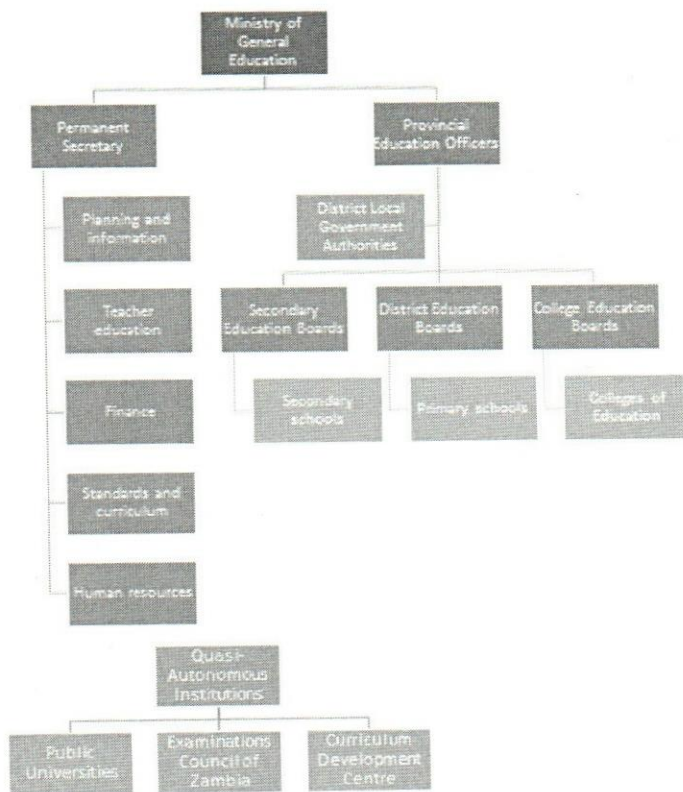 Ministry of
General
Education
Permanent
Secretary
Provincial
Education Officers
Planning and
information
District Local
Government
Authorities
Teacher
education
Secondary
Education Boards
District Education
Boards
College Education
Boards
Finance
Secondary
schools
Primary schools
Colleges of
Education
Standards and
curriculum
Human resources
Quasi-
Autonomous
Institutions
Public
Universities
Examinations
Council of
Zambia
Curriculum
Development
Centre